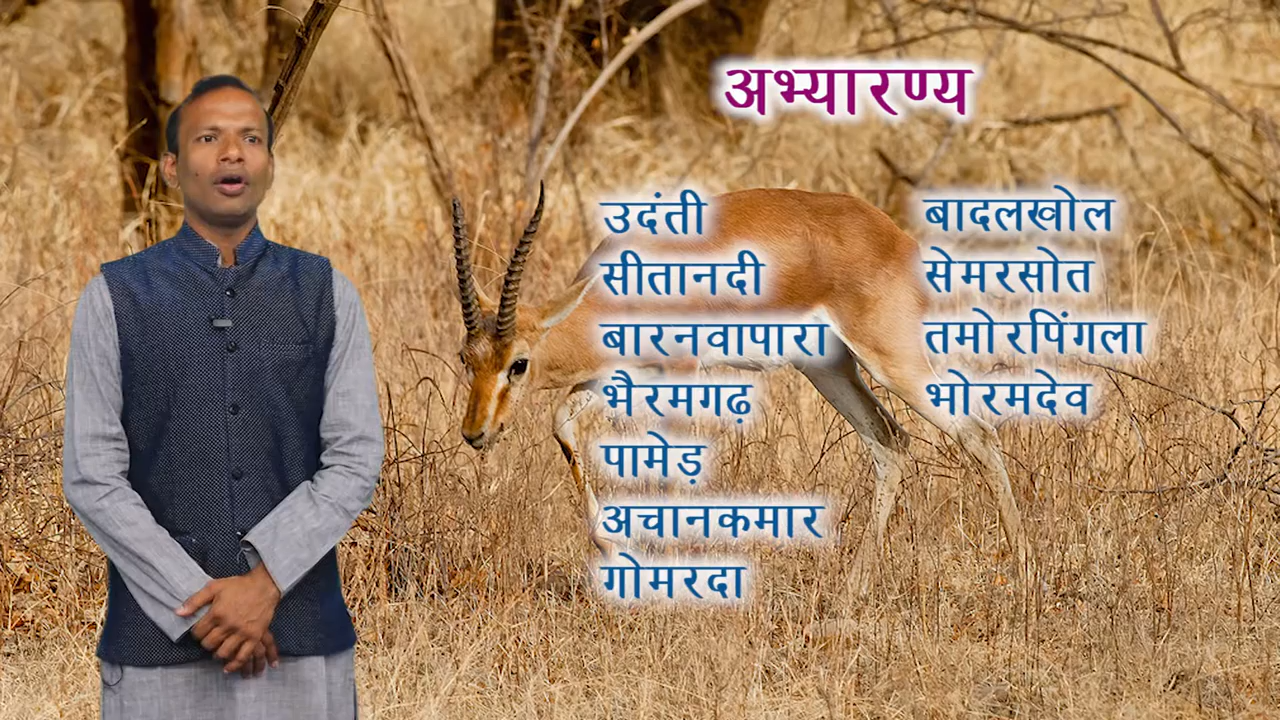 अभ्यारण्य
उदंती
सीतानदी
बारनवापारा
भैरमगढ़
पामेड़
अचानकमार
गोमरदा
बादलखोल
सेमरसोत
तमोरपिंगला
भोरमदेव